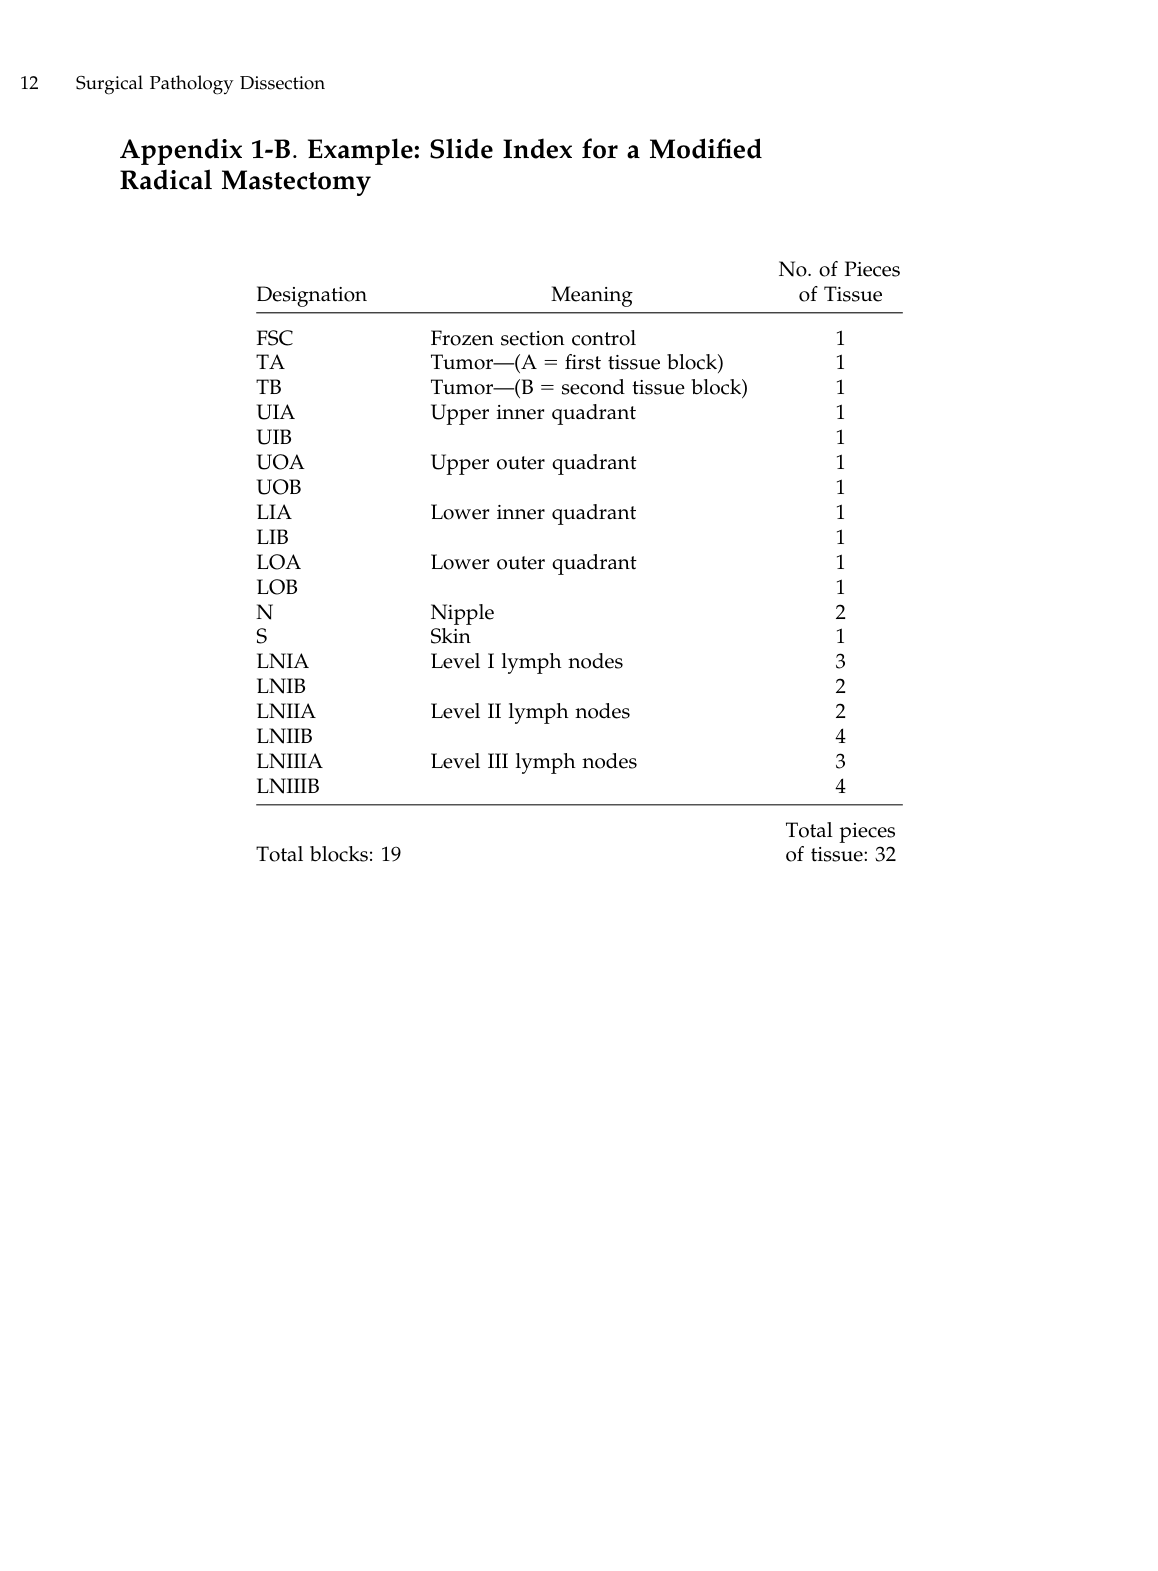 12 Surgical Pathology Dissection
Appendix 1-B. Example: Slide Index for a Modified
Radical Mastectomy
No. of Pieces
Designation Meaning of Tissue
FSC Frozen section control 1
TA Tumor—(A = first tissue block) 1
TB Tumor—(B = second tissue block) 1
UIA Upper inner quadrant 1
UIB 1
UOA Upper outer quadrant 1
UOB 1
LIA Lower inner quadrant 1
LIB 1
LOA Lower outer quadrant 1
LOB 1
N Nipple 2
S Skin 1
LNIA Level I lymph nodes 3
LNIB 2
LNIIA Level II lymph nodes 2
LNIIB 4
LNIIIA Level III lymph nodes 3
LNIIIB 4
Total pieces
Total blocks: 19 of tissue: 32